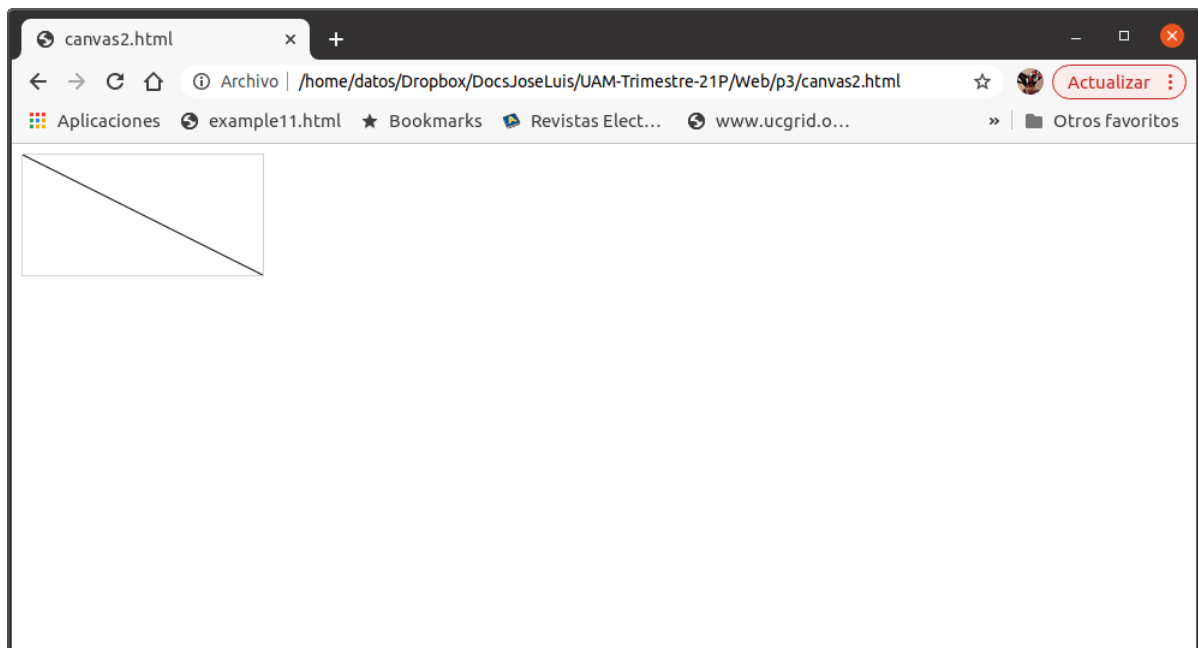 canvas2.html
Archivo /home/datos/Dropbox/DocsJoseLuis/UAM-Trimestre-21P/Web/p3/canvas2.html Actualizar
Aplicaciones example11.html Bookmarks Revistas Elect... www.ucgrid.o... » Otros favoritos